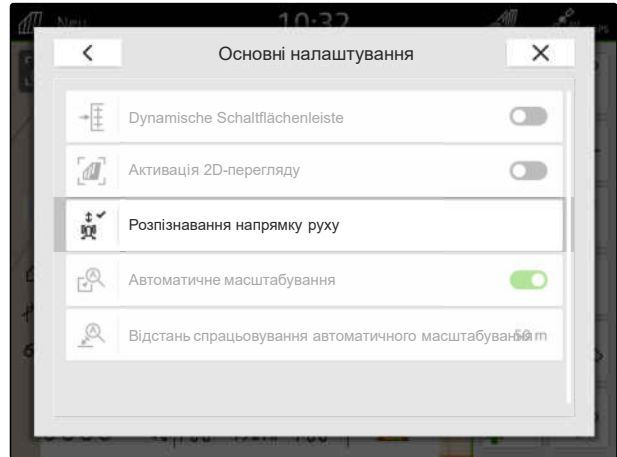 Neu 10:32
Основні налаштування
Dynamische Schaltflächenleiste
Активація 2D-перегляду
Розпізнавання напрямку руху
Автоматичне масштабування
Відстань спрацьовування автоматичного масштабування 50 m